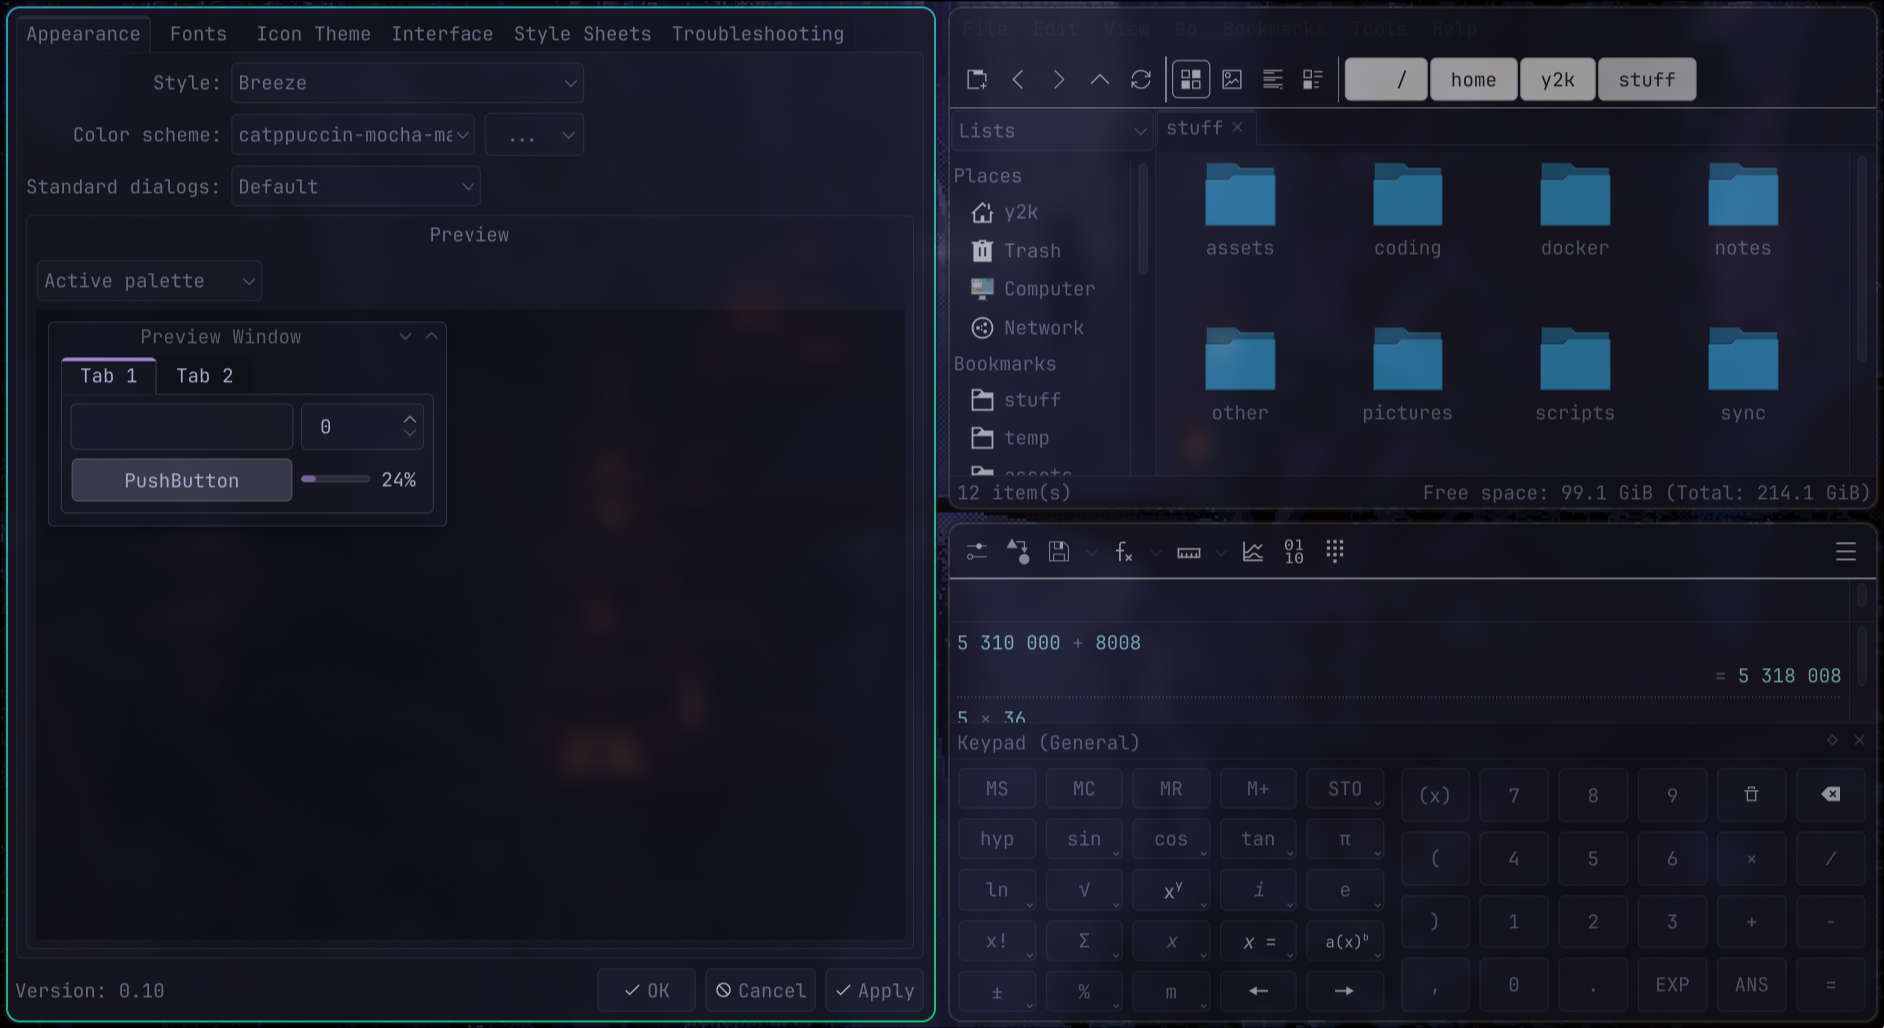 Appearance Fonts Icon Theme Interface Style Sheets Troubleshooting
Style: Breeze
Color scheme: catppuccin-mocha-ma ...
Standard dialogs: Default
Preview
Active palette
Preview Window
Tab 1 Tab 2
0
PushButton 24%
Version: 0.10 OK Cancel Apply
File Edit View Go Bookmarks Tools Help
/ home y2k stuff
Lists stuff
Places
y2k
Trash
Computer
Network
Bookmarks
stuff
temp
assets
assets coding docker notes
other pictures scripts sync
12 item(s) Free space: 99.1 GiB (Total: 214.1 GiB)
fx 01 10
5 310 000 + 8008
= 5 318 008
5 × 36
Keypad (General)
MS MC MR M+ STO (x) 7 8 9
hyp sin cos tan π ( 4 5 6 × /
ln √ xʸ i e ) 1 2 3 + -
x! Σ x x = a(x)ᵇ
± % m ← → , 0 . EXP ANS =